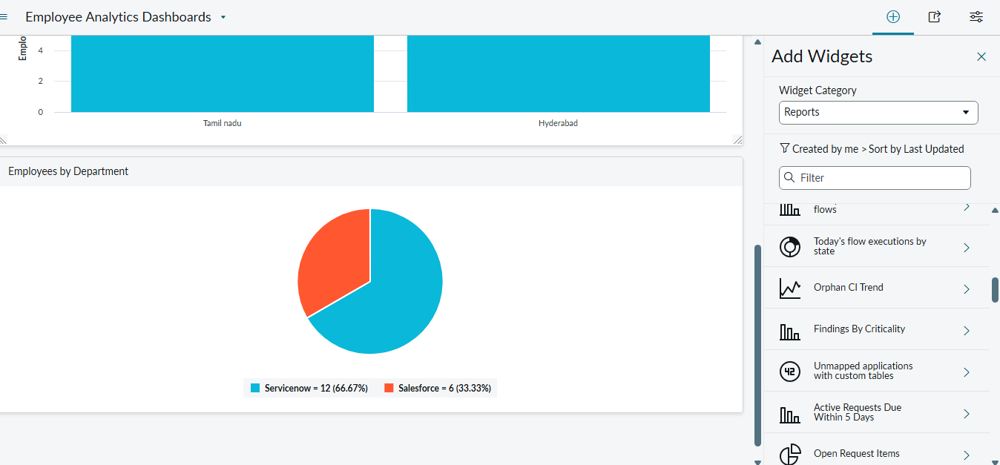 Employee Analytics Dashboards
Emplo
4
2
0
Tamil nadu
Hyderabad
Employees by Department
Servicenow = 12 (66.67%)
Salesforce = 6 (33.33%)
Add Widgets
Widget Category
Reports
Created by me > Sort by Last Updated
Filter
flows
Today's flow executions by
state
Orphan CI Trend
Findings By Criticality
42
Unmapped applications
with custom tables
Active Requests Due
Within 5 Days
Open Request Items